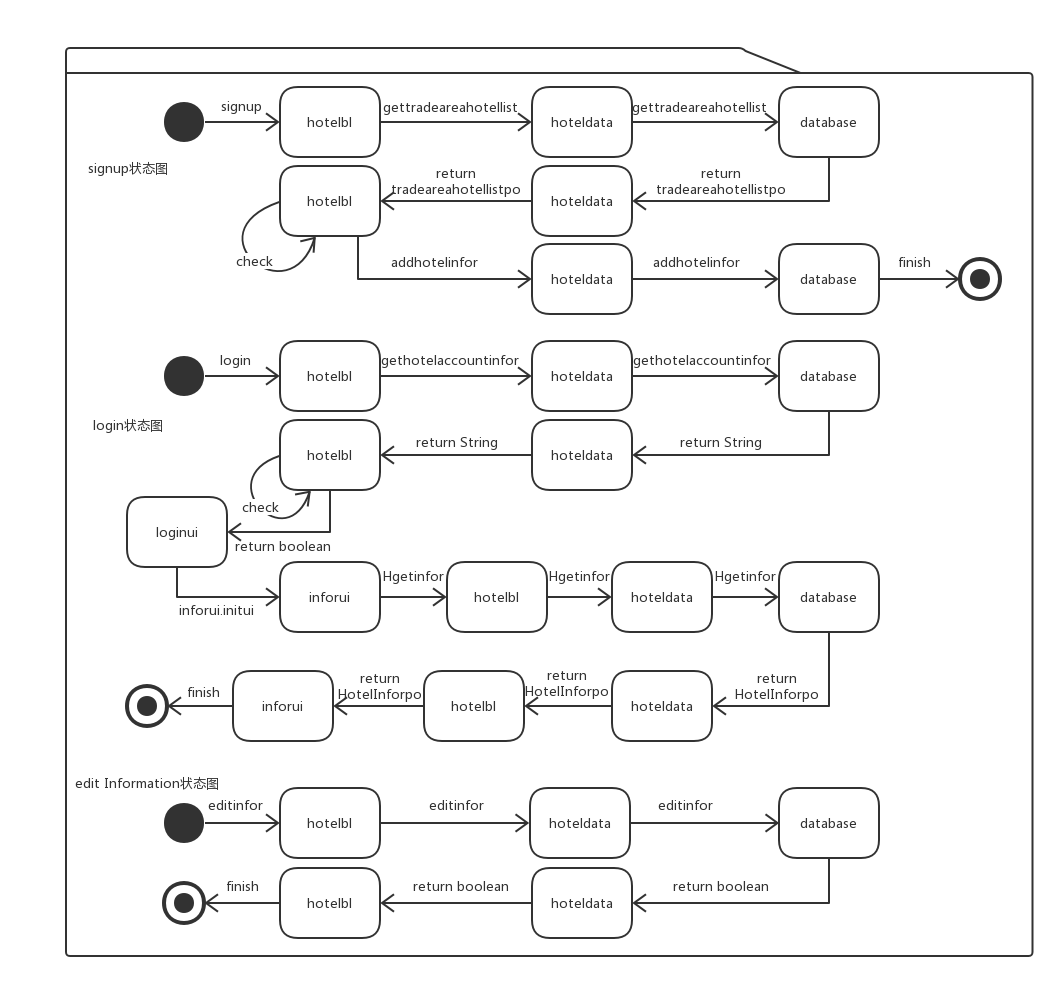 signup
hotelbl
gettradeareahotellist
hoteldata
gettradeareahotellist
database
signup状态图
hotelbl
return
tradeareahotellistpo
hoteldata
return
tradeareahotellistpo
check
addhotelinfor
hoteldata
addhotelinfor
database
finish
login
hotelbl
gethotelaccountinfor
hoteldata
gethotelaccountinfor
database
login状态图
hotelbl
return String
hoteldata
return String
check
loginui
return boolean
inforui.initui
inforui
Hgetinfor
hotelbl
Hgetinfor
hoteldata
Hgetinfor
database
finish
inforui
return
HotelInforpo
hotelbl
return
HotelInforpo
hoteldata
return
HotelInforpo
edit Information状态图
editinfor
hotelbl
editinfor
hoteldata
editinfor
database
finish
hotelbl
return boolean
hoteldata
return boolean